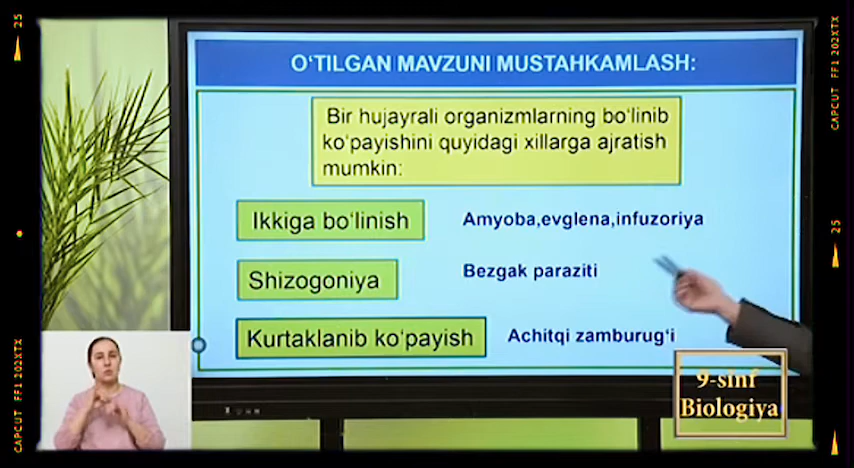 O‘TILGAN MAVZUNI MUSTAHKAMLASH:
Bir hujayrali organizmlarning bo‘linib
ko‘payishini quyidagi xillarga ajratish
mumkin:
Ikkiga bo‘linish
Amyoba,evglena,infuzoriya
Shizogoniya
Bezgak paraziti
Kurtaklanib ko‘payish
Achitqi zamburug‘i
9-sinf
Biologiya
25
CAPCUT FF1 202XTX
CAPCUT FF1 202XTX
25